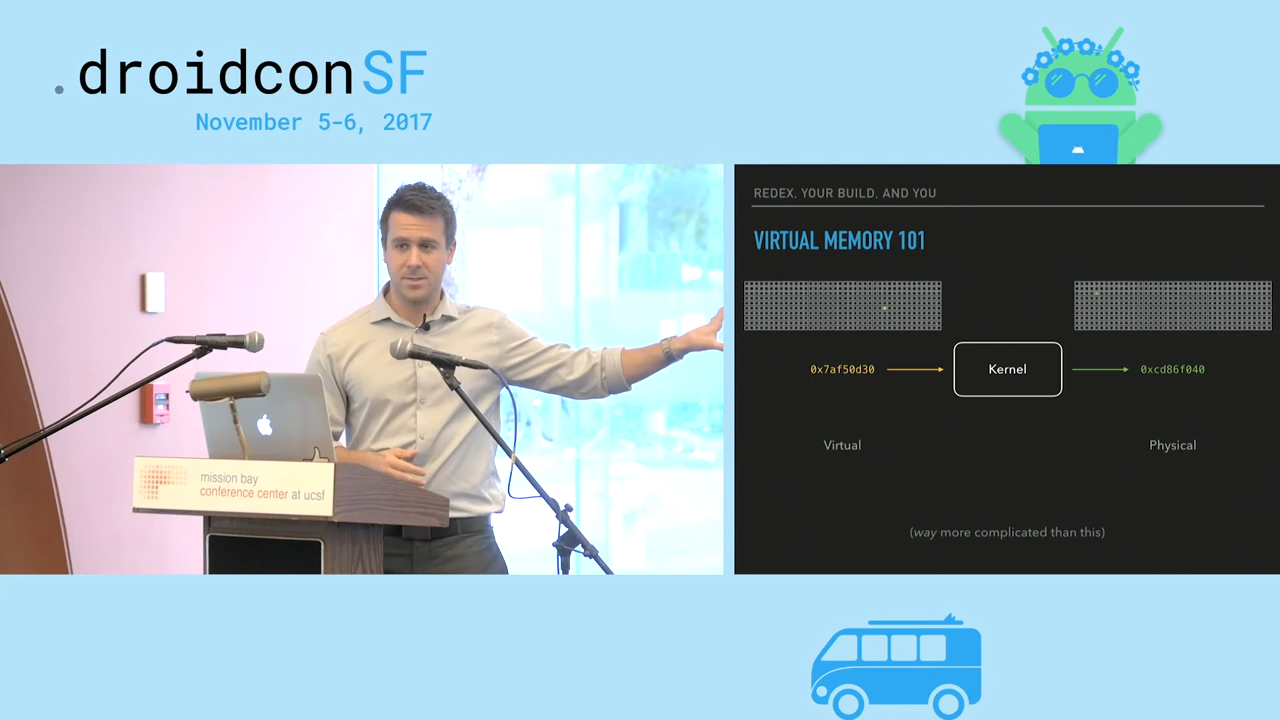 .droidconSF
November 5-6, 2017
mission bay
conference center at ucsf
REDEX, YOUR BUILD, AND YOU
VIRTUAL MEMORY 101
0x7af50d30
Kernel
0xcd86f040
Virtual
Physical
(way more complicated than this)